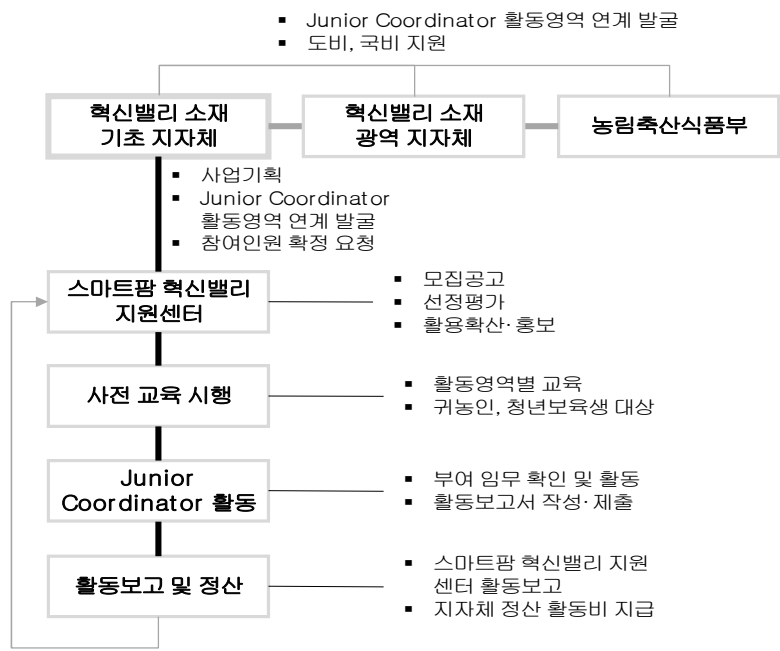 ▪ Junior Coordinator 활동영역 연계 발굴
▪ 도비, 국비 지원
혁신밸리 소재
기초 지자체
혁신밸리 소재
광역 지자체
농림축산식품부
▪ 사업기획
▪ Junior Coordinator
활동영역 연계 발굴
▪ 참여인원 확정 요청
스마트팜 혁신밸리
지원센터
▪ 모집공고
▪ 선정평가
▪ 활용확산·홍보
사전 교육 시행
▪ 활동영역별 교육
▪ 귀농인, 청년보육생 대상
Junior
Coordinator 활동
▪ 부여 임무 확인 및 활동
▪ 활동보고서 작성·제출
활동보고 및 정산
▪ 스마트팜 혁신밸리 지원
센터 활동보고
▪ 지자체 정산 활동비 지급